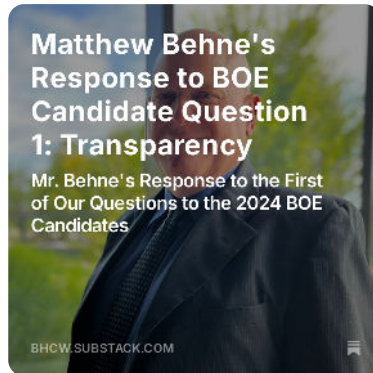 Matthew Behne's
Response to BOE
Candidate Question
1: Transparency
Mr. Behne's Response to the First
of Our Questions to the 2024 BOE
Candidates
BHCW.SUBSTACK.COM